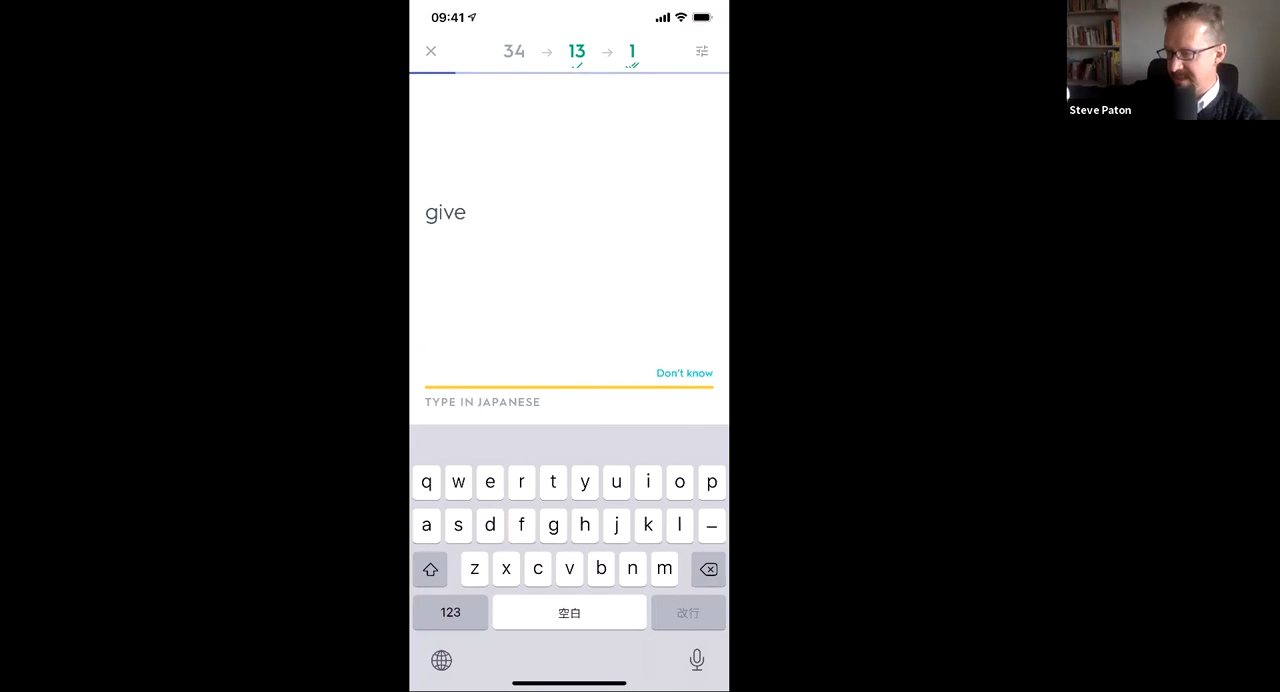 09:41
34 → 13 → 1
Steve Paton
give
Don't know
TYPE IN JAPANESE
q w e r t y u i o p
a s d f g h j k l –
z x c v b n m
123 空白 改行